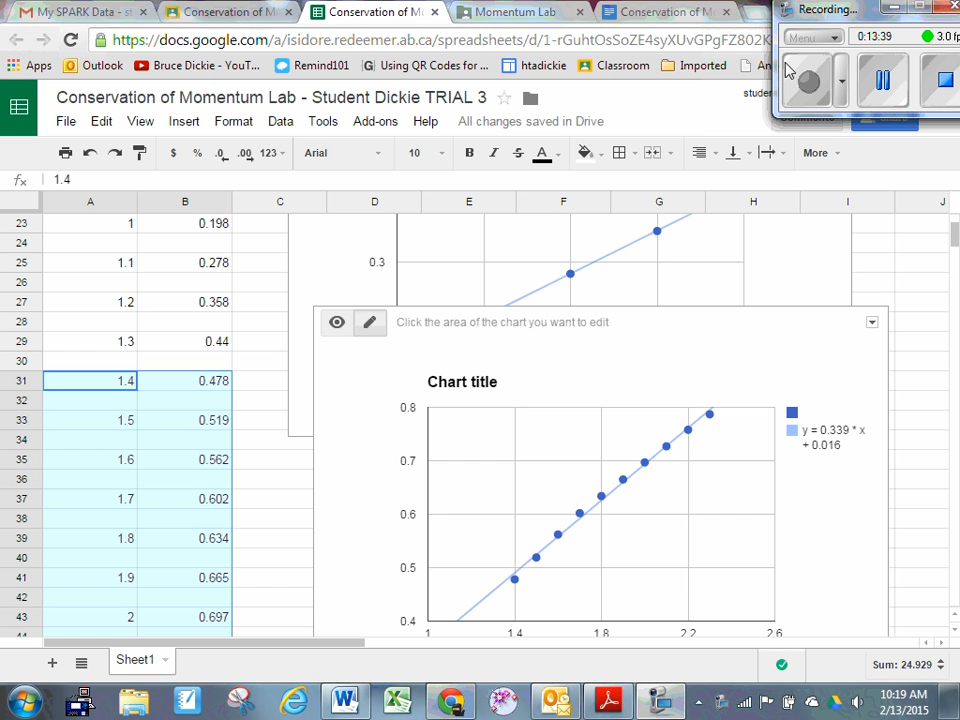 My SPARK Data - st
Conservation of M
Conservation of Mo
Momentum Lab
Conservation of M
Recording...
Menu
0:13:39
3.0 f
https://docs.google.com/a/isidore.redeemer.ab.ca/spreadsheets/d/1-rGuhtOsSoZE4syXUvGPgFZ802K
Apps
Outlook
Bruce Dickie - YouT...
Remind101
Using QR Codes for ...
htadickie
Classroom
Imported
An
Conservation of Momentum Lab - Student Dickie TRIAL 3
stude
File Edit View Insert Format Data Tools Add-ons Help All changes saved in Drive
Comments
Share
$ % .0 .00 123 Arial 10 B I S A More
fx 1.4
A B C D E F G H I J
23 1 0.198
24
25 1.1 0.278
26
27 1.2 0.358
28
29 1.3 0.44
30
31 1.4 0.478
32
33 1.5 0.519
34
35 1.6 0.562
36
37 1.7 0.602
38
39 1.8 0.634
40
41 1.9 0.665
42
43 2 0.697
44
0.3
Click the area of the chart you want to edit
Chart title
0.8
0.7
0.6
0.5
0.4
1 1.4 1.8 2.2 2.6
y = 0.339 * x
+ 0.016
Sheet1
Sum: 24.929
10:19 AM
2/13/2015